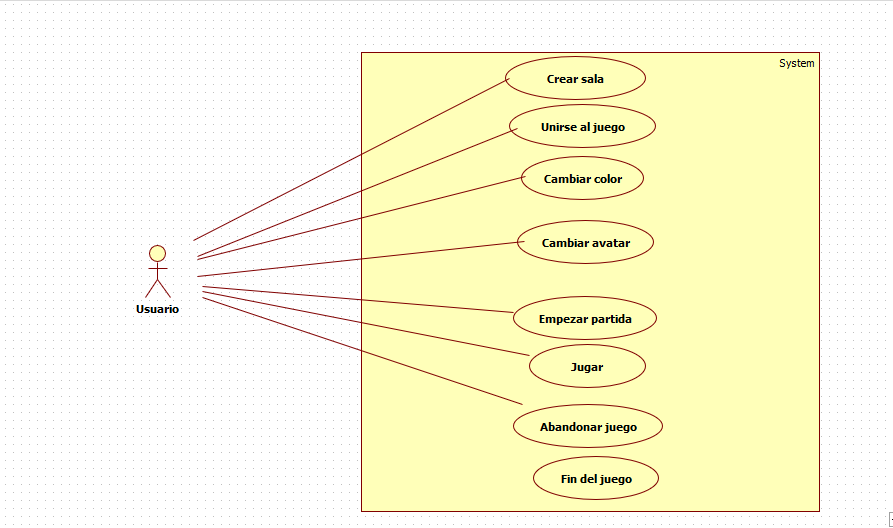 System
Crear sala
Unirse al juego
Cambiar color
Cambiar avatar
Usuario
Empezar partida
Jugar
Abandonar juego
Fin del juego